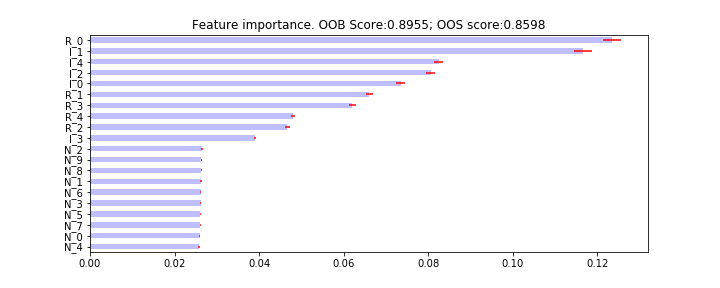 Feature importance. OOB Score:0.8955; OOS score:0.8598
R_0
I_1
I_4
I_2
I_0
R_1
R_3
R_4
R_2
I_3
N_2
N_9
N_8
N_1
N_6
N_3
N_5
N_7
N_0
N_4
0.00 0.02 0.04 0.06 0.08 0.10 0.12